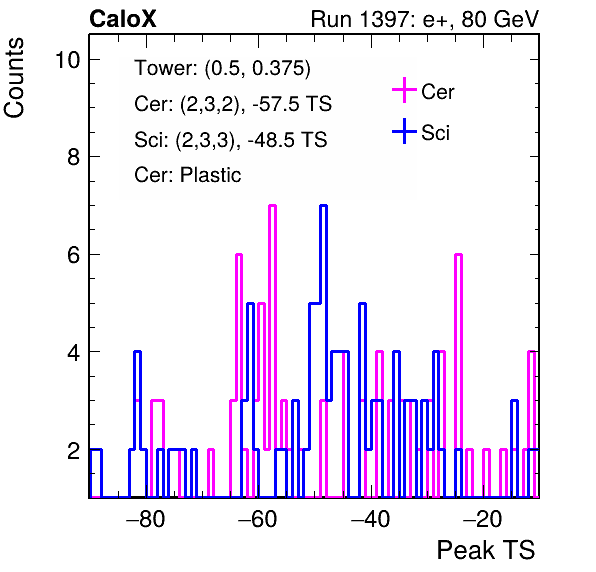 CaloX Run 1397: e+, 80 GeV
Counts
Tower: (0.5, 0.375)
Cer: (2,3,2), -57.5 TS
Sci: (2,3,3), -48.5 TS
Cer: Plastic
Cer
Sci
10
8
6
4
2
−80 −60 −40 −20
Peak TS